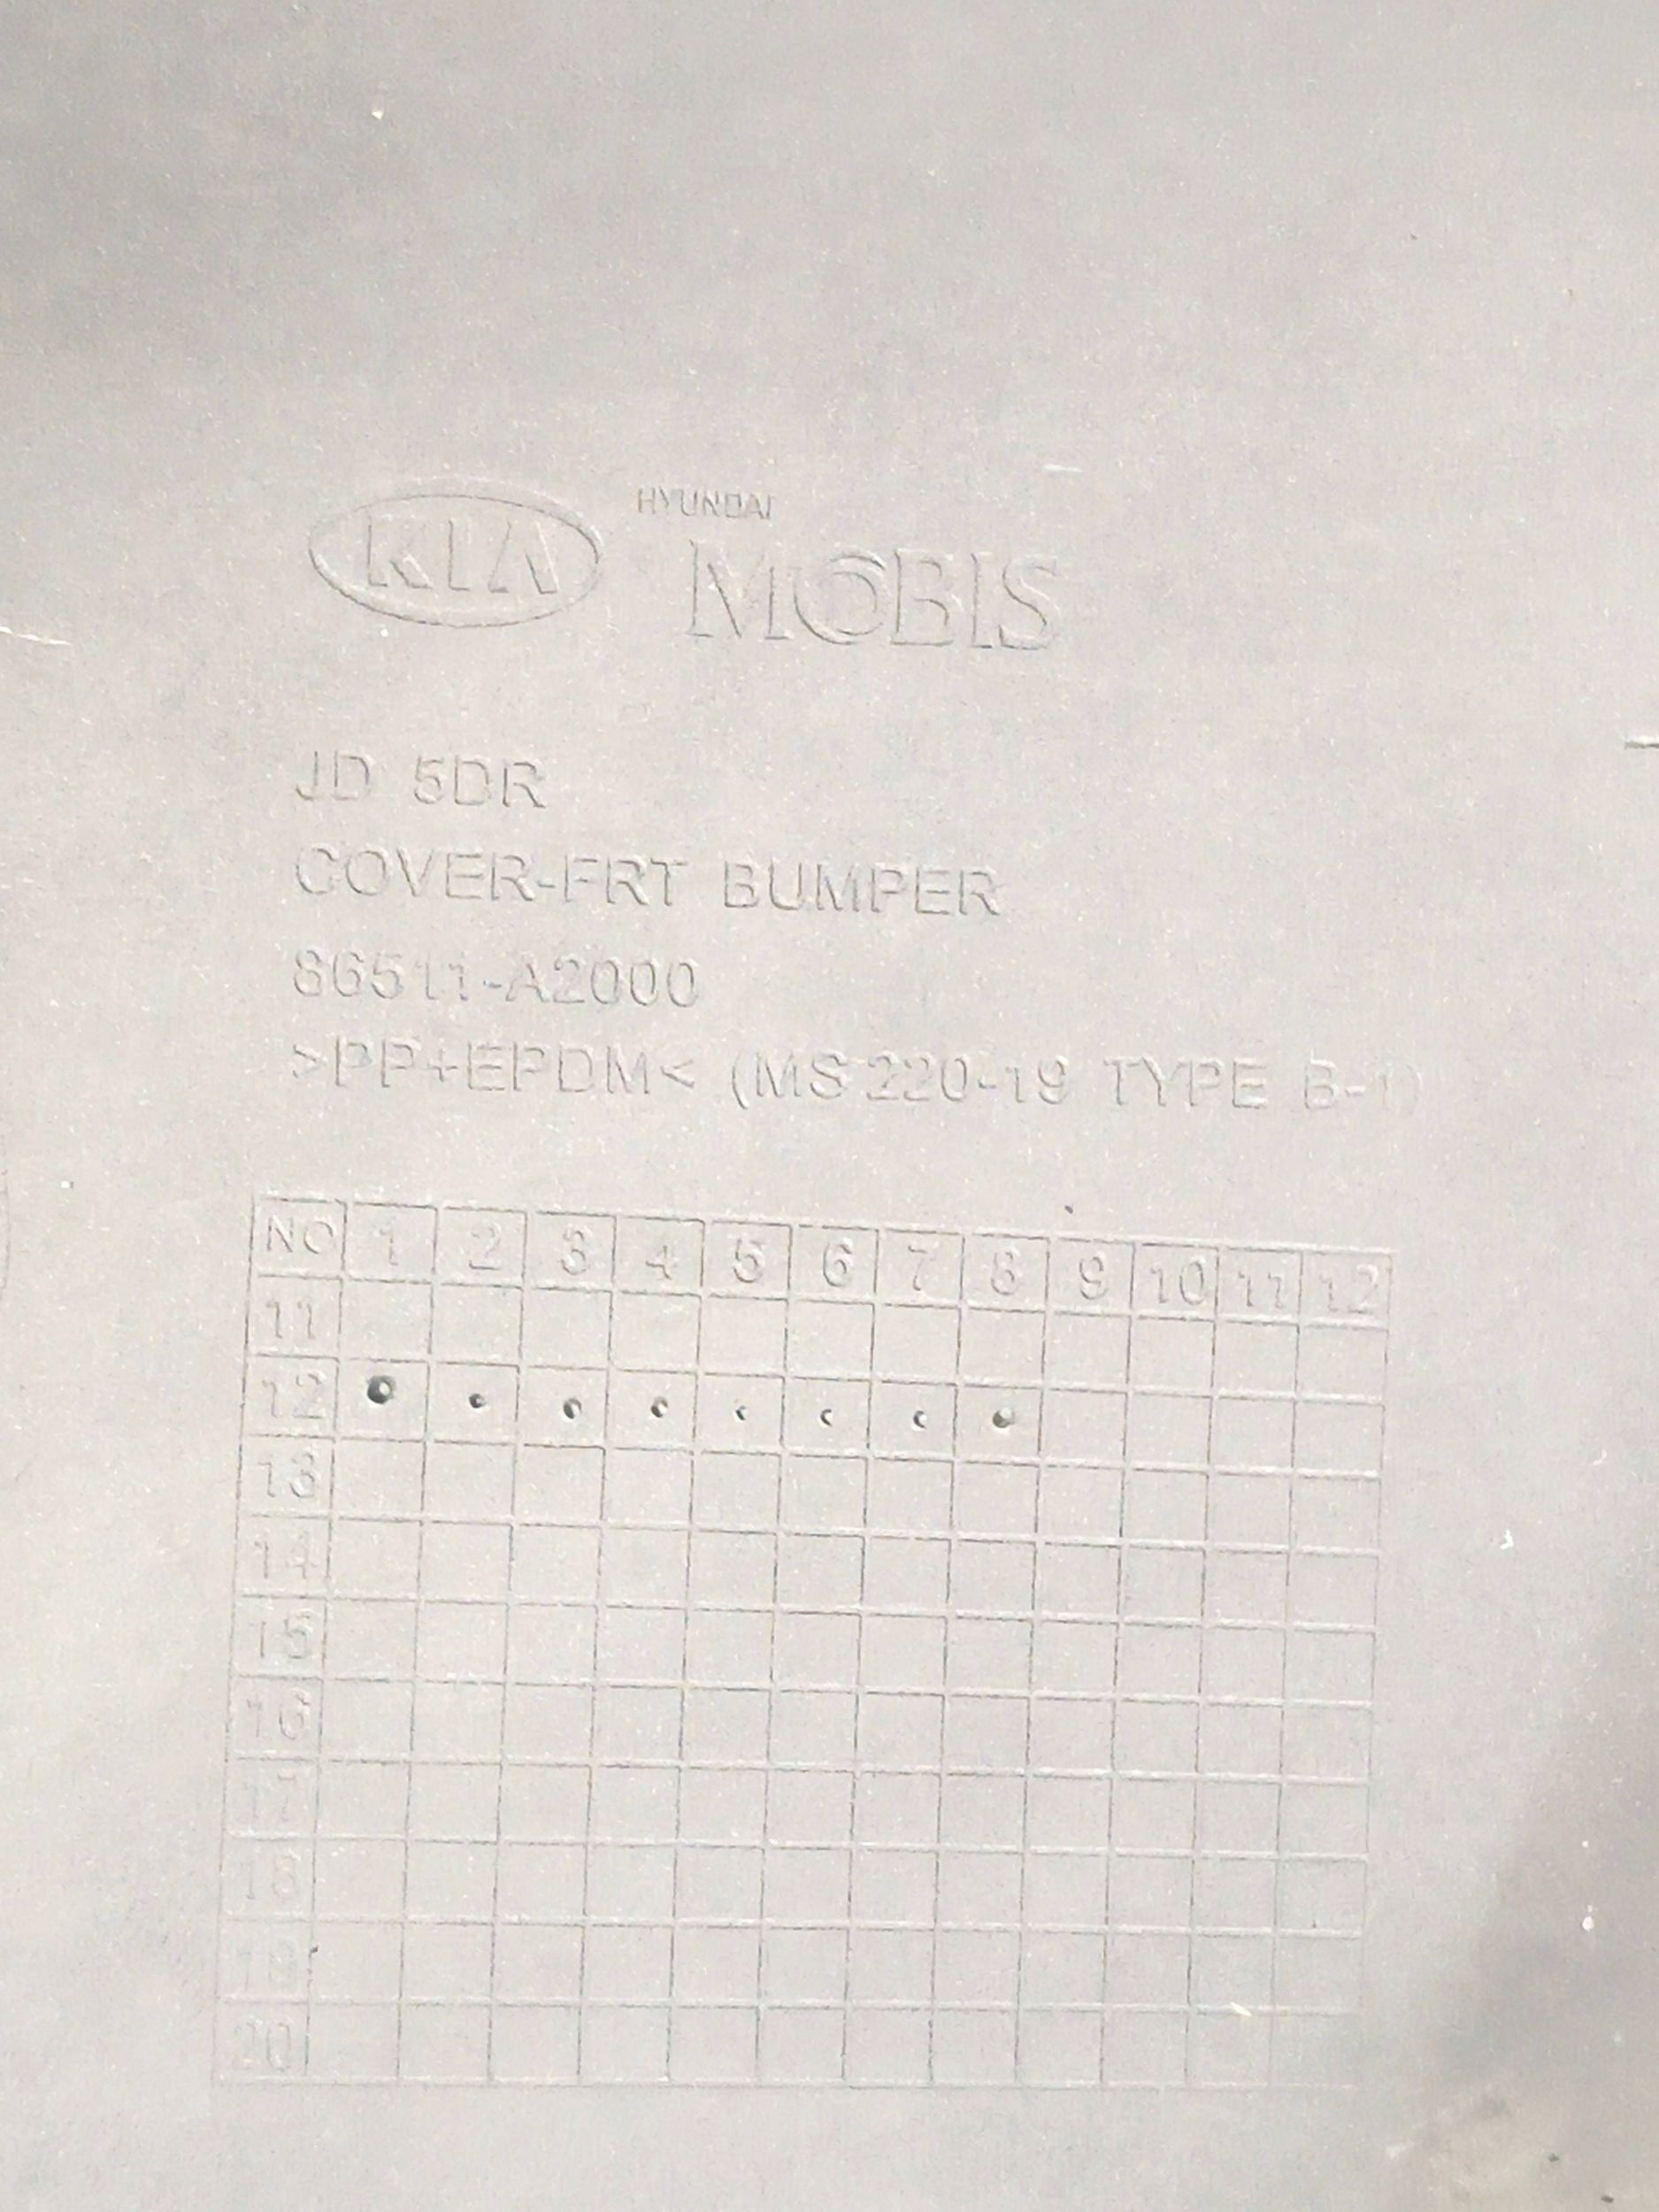 KIA HYUNDAI MOBIS
JD 5DR
COVER-FRT BUMPER
86511-A2000
>PP+EPDM< (MS 220-19 TYPE B-1)
NO 1 2 3 4 5 6 7 8 9 10 11 12
11
12
13
14
15
16
17
18
19
20